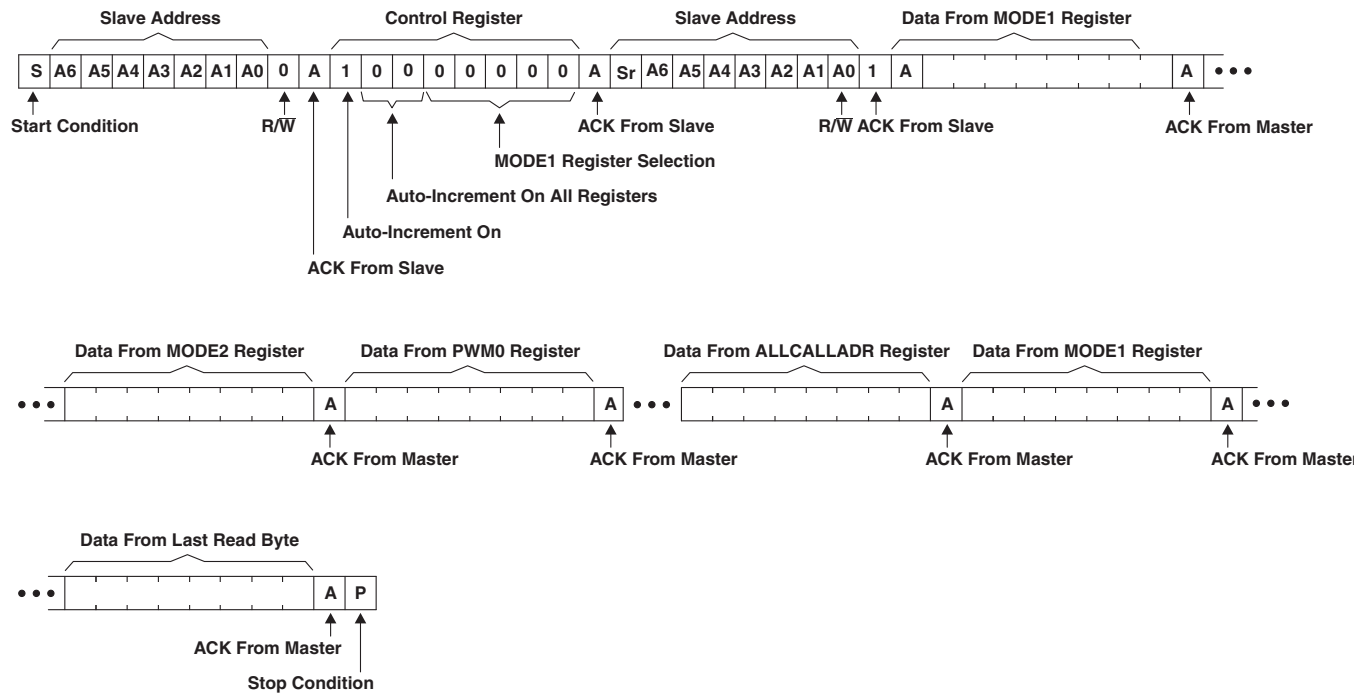 Slave Address Control Register Slave Address Data From MODE1 Register
S A6 A5 A4 A3 A2 A1 A0 0 A 1 0 0 0 0 0 0 0 A Sr A6 A5 A4 A3 A2 A1 A0 1 A A •••
Start Condition R/W̅ ACK From Slave R/W̅ ACK From Slave ACK From Master
MODE1 Register Selection
Auto-Increment On All Registers
Auto-Increment On
ACK From Slave
Data From MODE2 Register Data From PWM0 Register Data From ALLCALLADR Register Data From MODE1 Register
••• A A ••• A A •••
ACK From Master ACK From Master ACK From Master ACK From Master
Data From Last Read Byte
••• A P
ACK From Master
Stop Condition